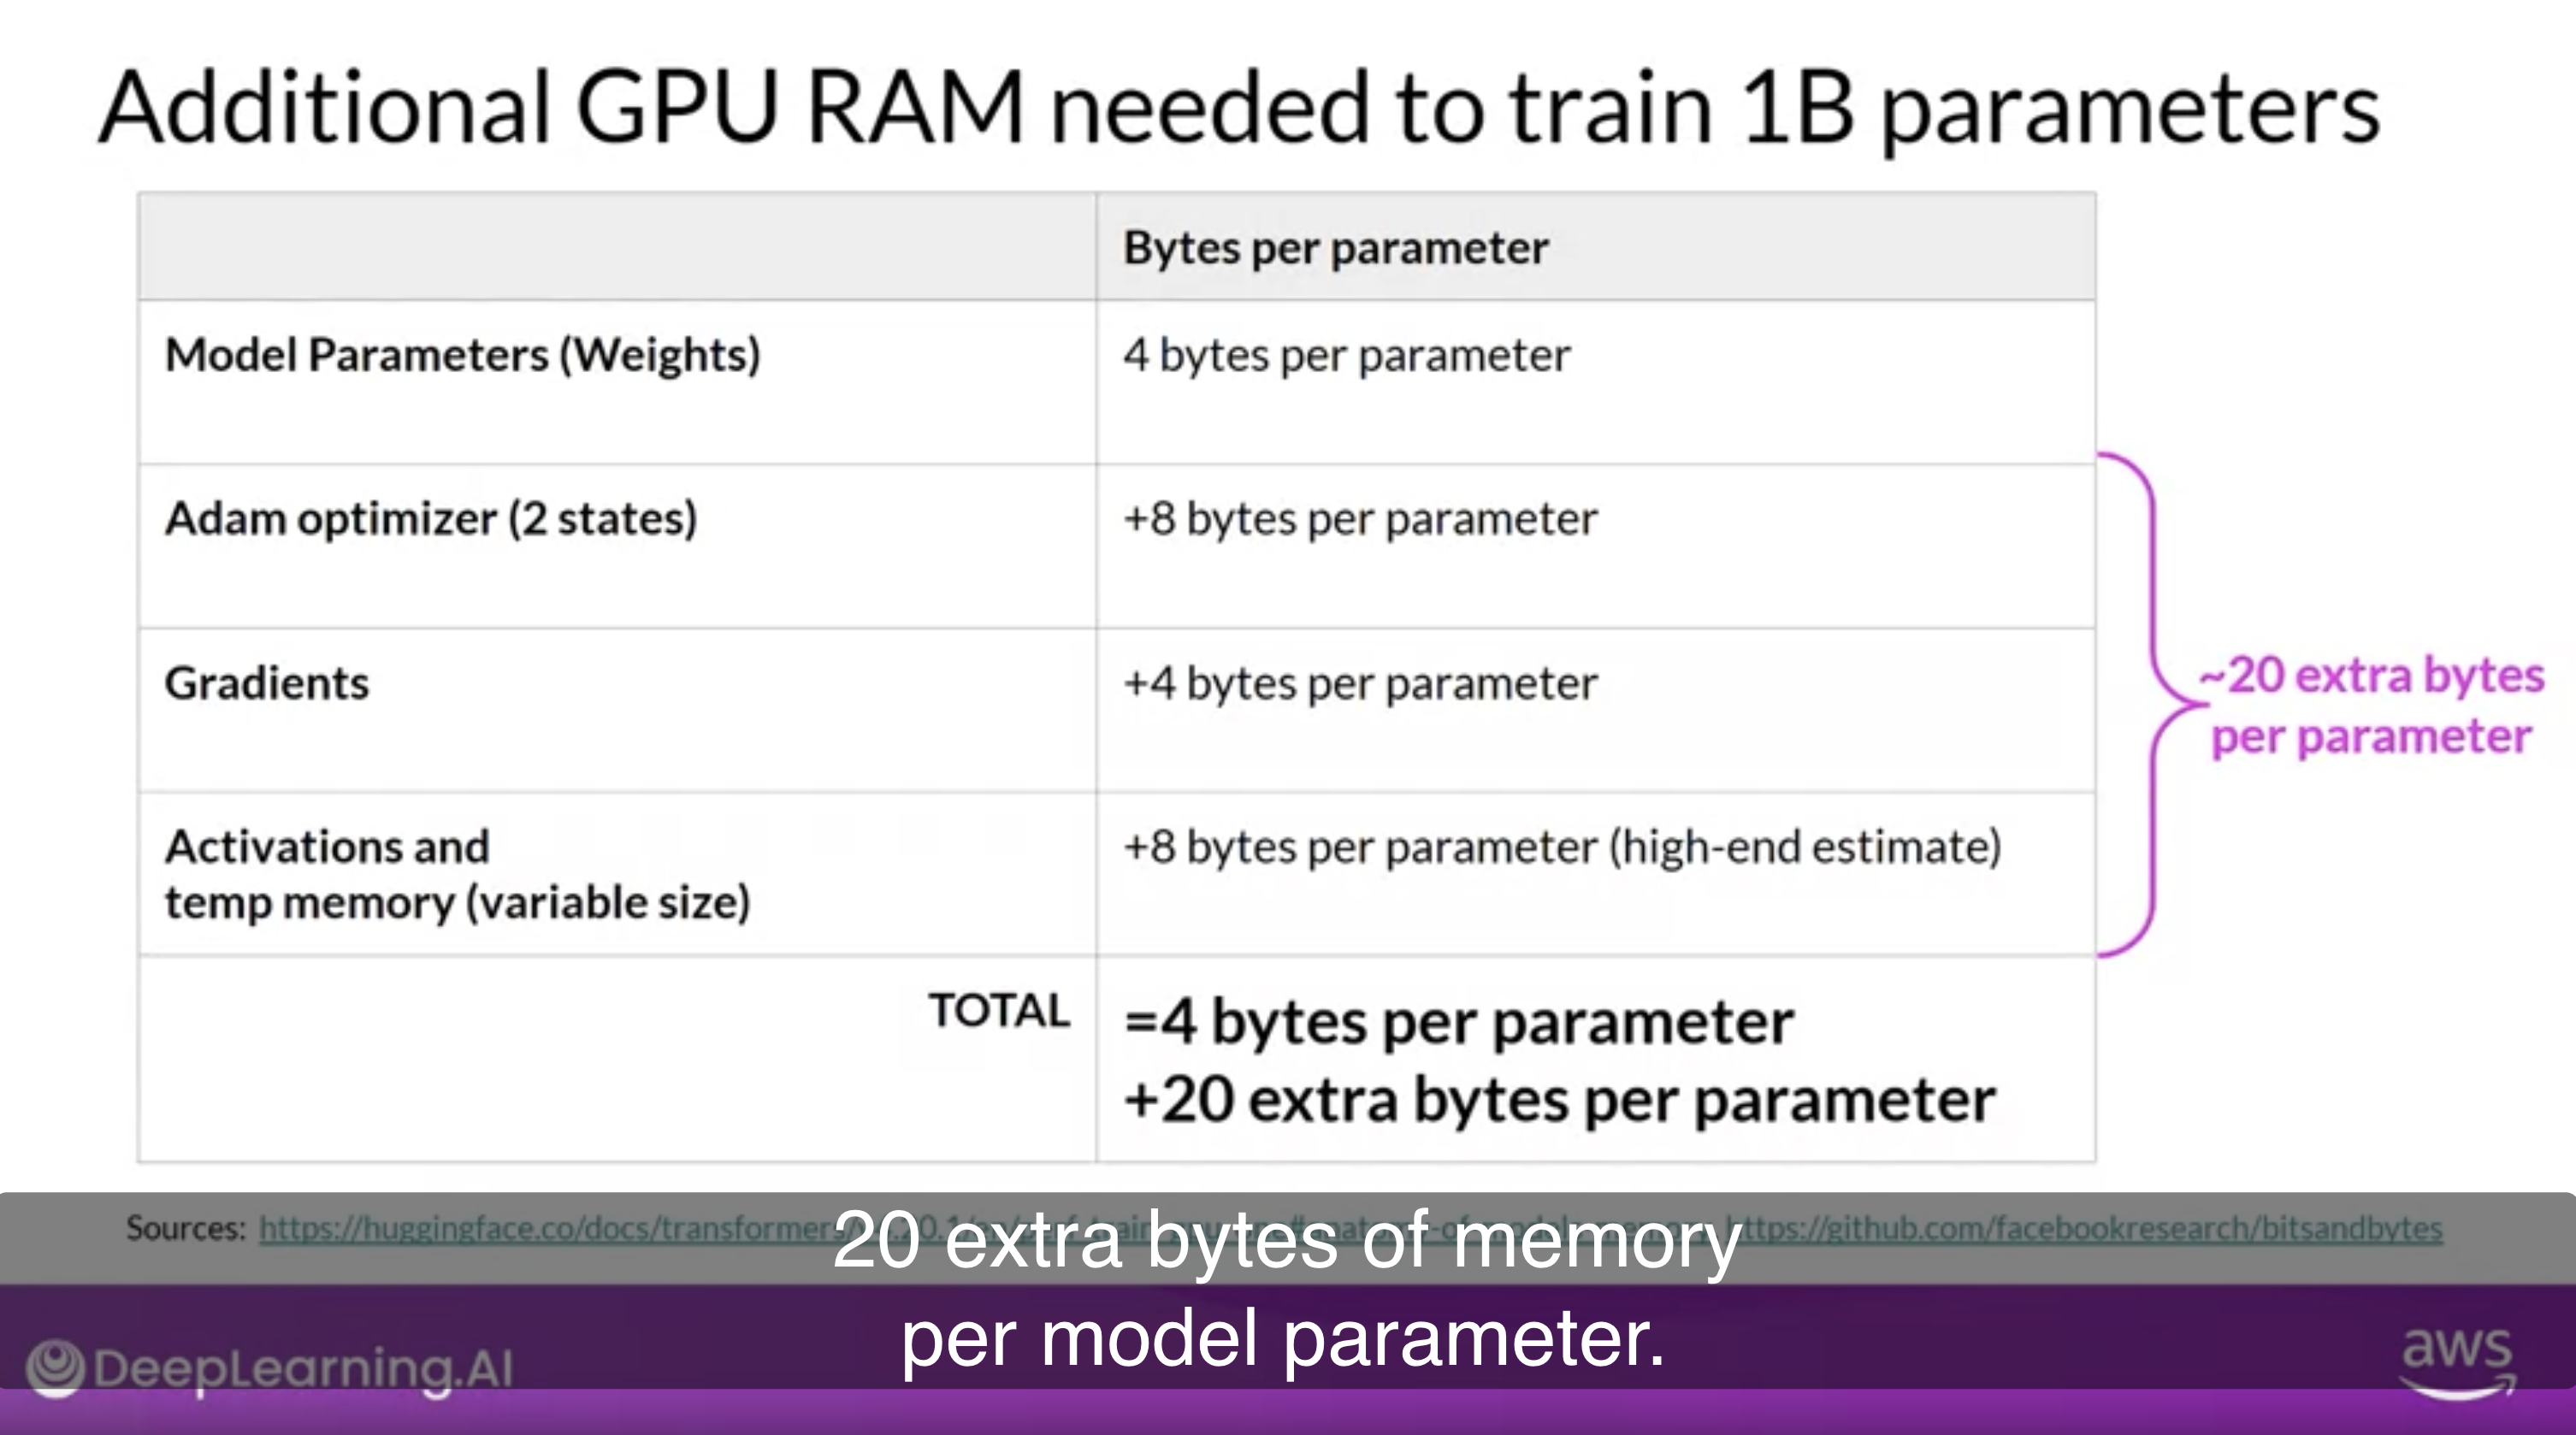 Additional GPU RAM needed to train 1B parameters
Bytes per parameter
Model Parameters (Weights)
4 bytes per parameter
Adam optimizer (2 states)
+8 bytes per parameter
Gradients
+4 bytes per parameter
Activations and
temp memory (variable size)
+8 bytes per parameter (high-end estimate)
~20 extra bytes
per parameter
TOTAL
=4 bytes per parameter
+20 extra bytes per parameter
Sources: https://huggingface.co/docs/transformers/ https://github.com/facebookresearch/bitsandbytes
20 extra bytes of memory
per model parameter.
DeepLearning.AI
aws